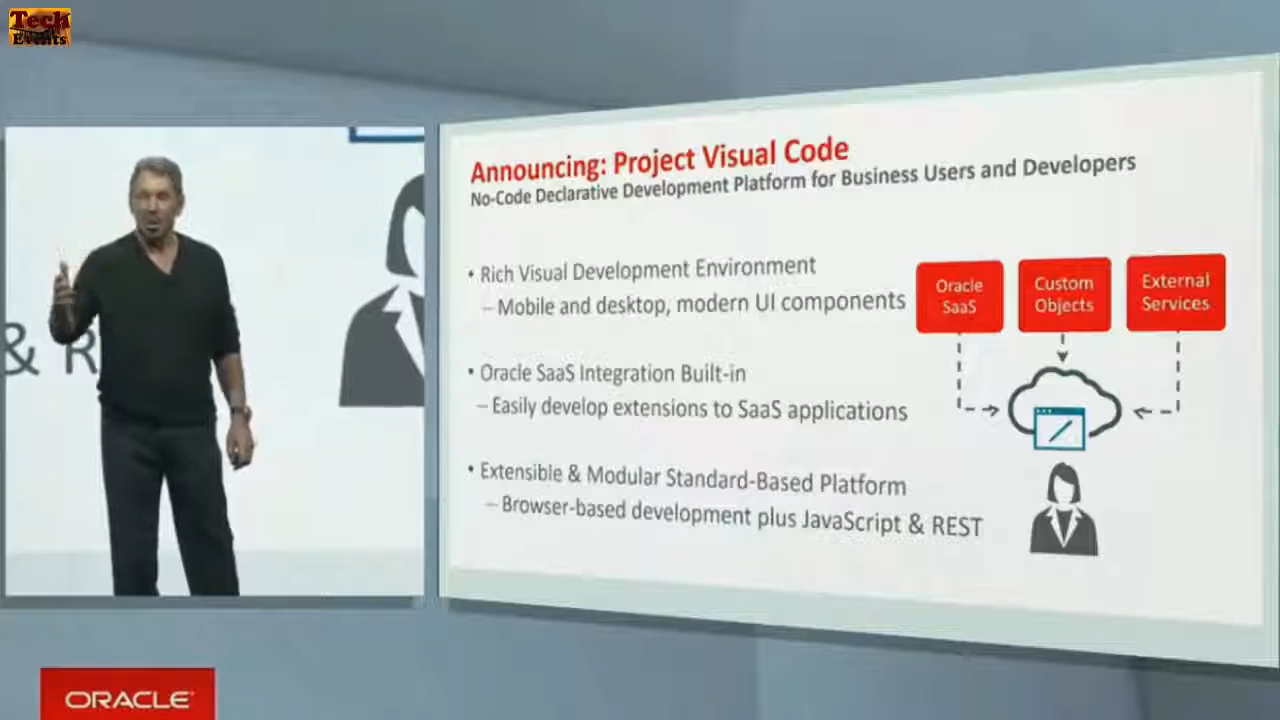 Tech
Events
& R
Announcing: Project Visual Code
No-Code Declarative Development Platform for Business Users and Developers
• Rich Visual Development Environment
– Mobile and desktop, modern UI components
• Oracle SaaS Integration Built-in
– Easily develop extensions to SaaS applications
• Extensible & Modular Standard-Based Platform
– Browser-based development plus JavaScript & REST
Oracle
SaaS
Custom
Objects
External
Services
ORACLE